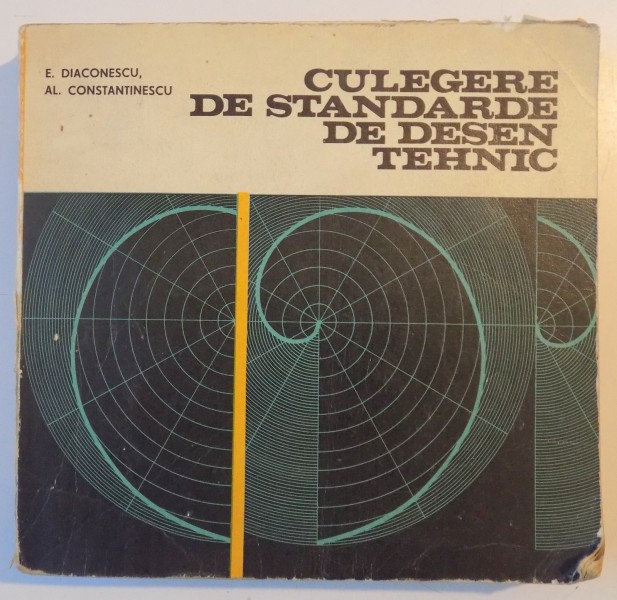 E. DIACONESCU,
AL. CONSTANTINESCU
CULEGERE
DE STANDARDE
DE DESEN
TEHNIC